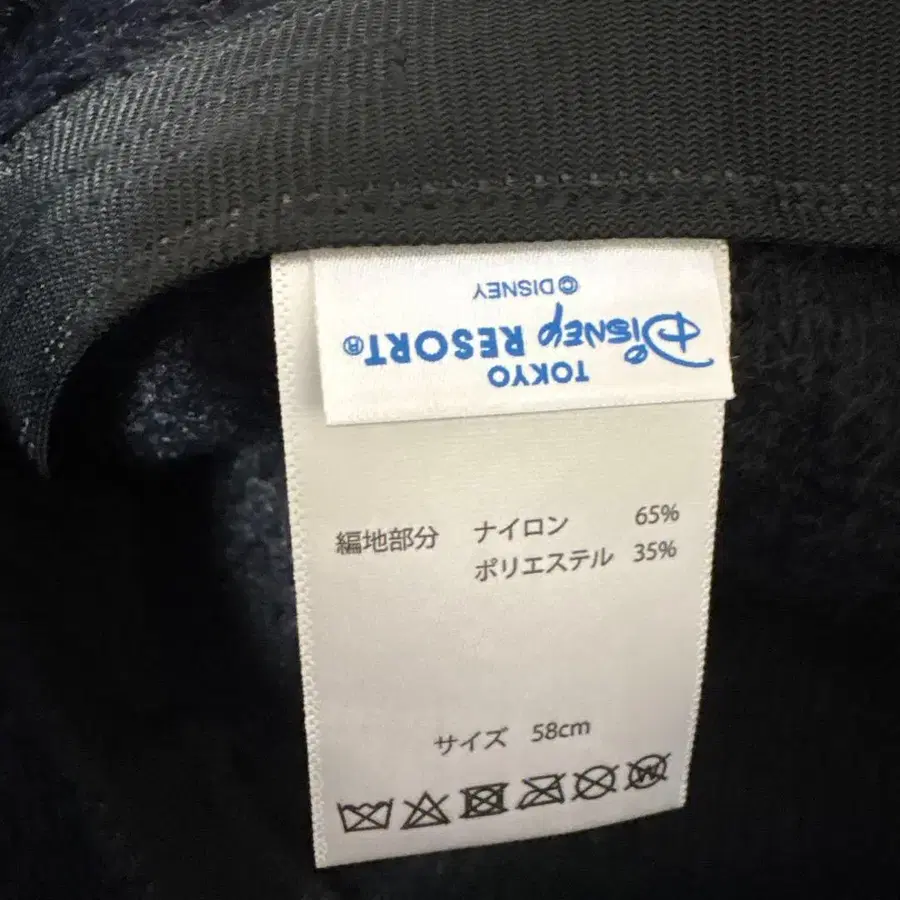 TOKYO
DISNEY RESORT®
© DISNEY
編地部分 ナイロン 65%
ポリエステル 35%
サイズ 58cm
W